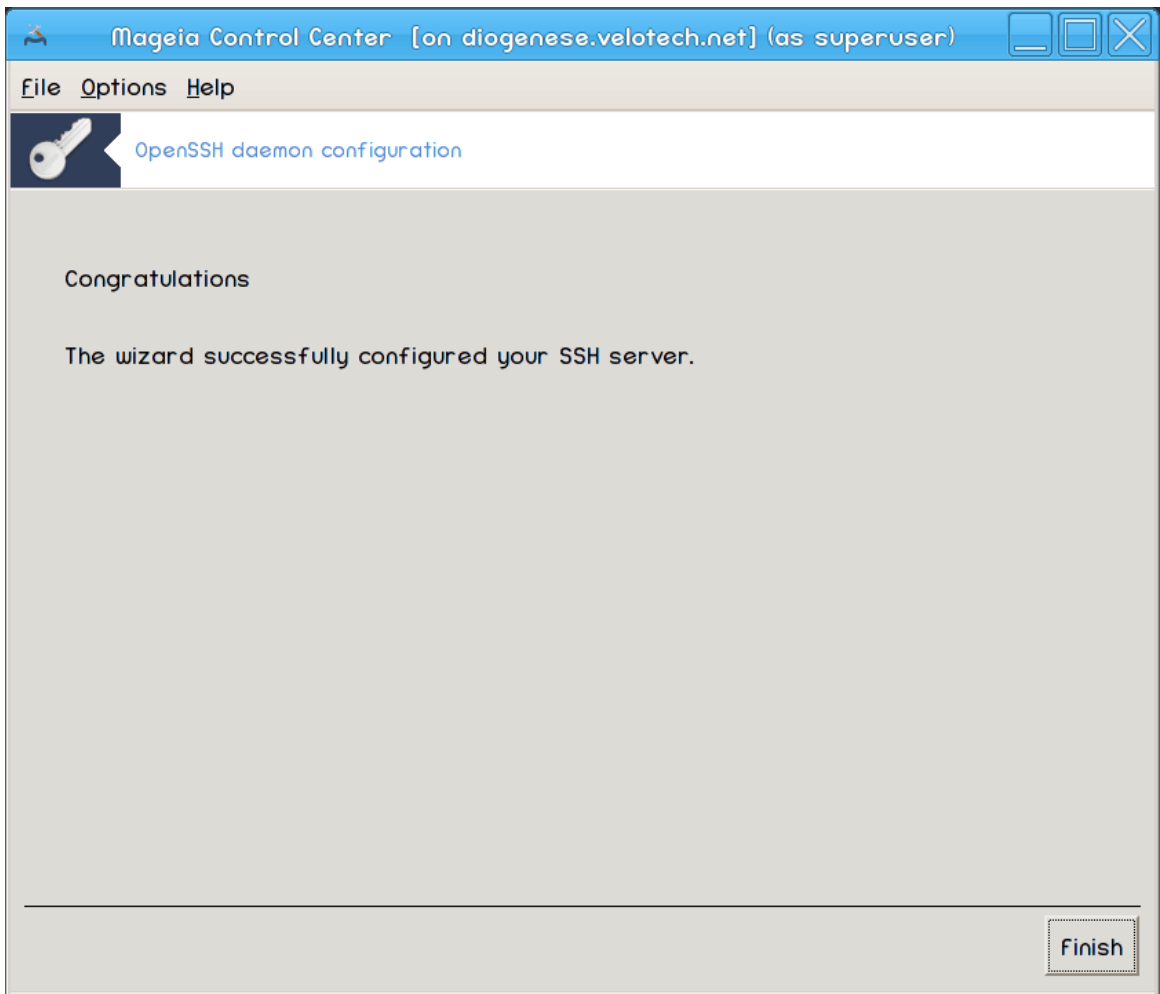 Mageia Control Center [on diogenese.velotech.net] (as superuser)
File Options Help
OpenSSH daemon configuration
Congratulations
The wizard successfully configured your SSH server.
Finish